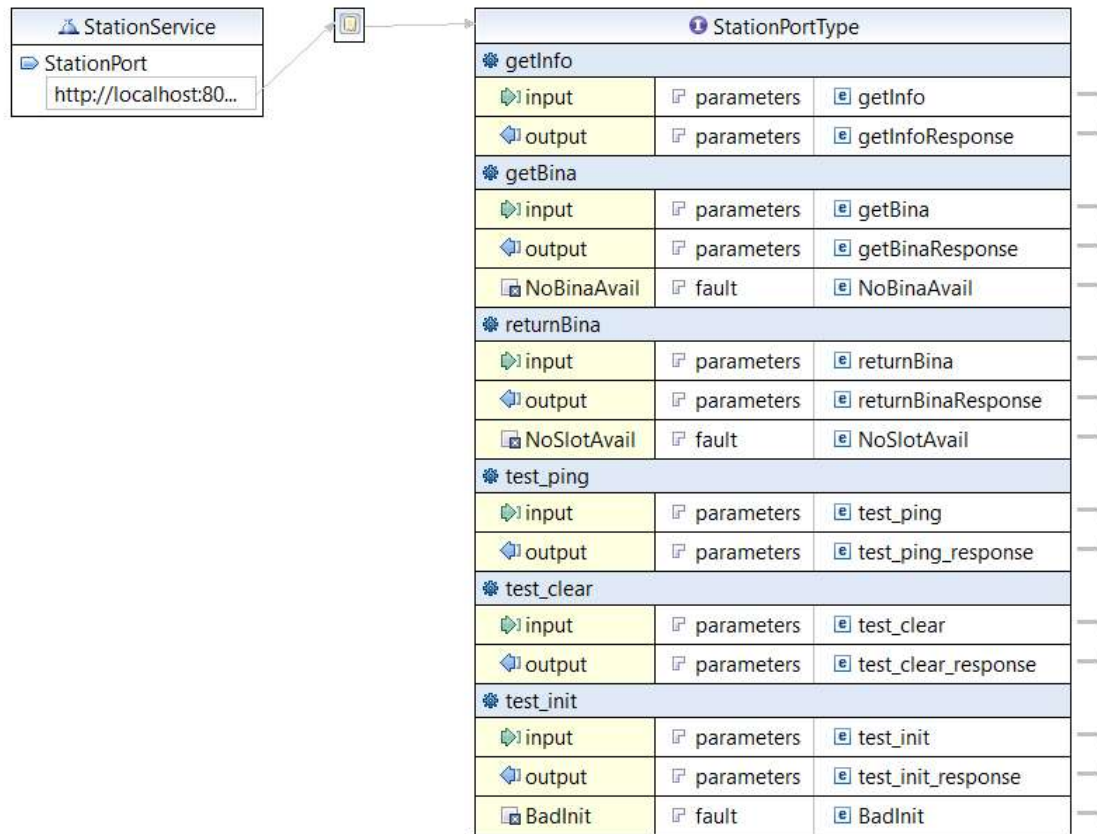 StationService
StationPort
http://localhost:80...
StationPortType
getInfo
input parameters getInfo
output parameters getInfoResponse
getBina
input parameters getBina
output parameters getBinaResponse
NoBinaAvail fault NoBinaAvail
returnBina
input parameters returnBina
output parameters returnBinaResponse
NoSlotAvail fault NoSlotAvail
test_ping
input parameters test_ping
output parameters test_ping_response
test_clear
input parameters test_clear
output parameters test_clear_response
test_init
input parameters test_init
output parameters test_init_response
BadInit fault BadInit